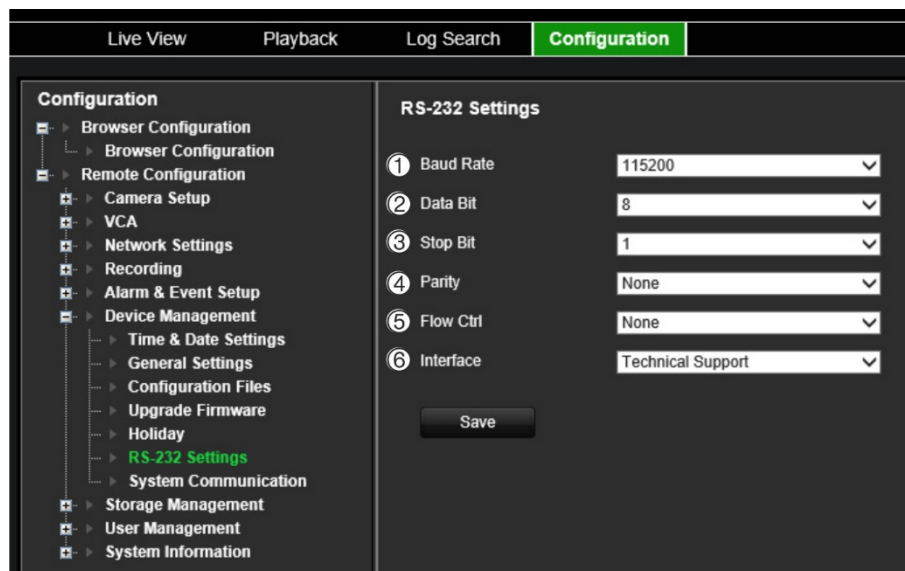 Live View Playback Log Search Configuration
Configuration
Browser Configuration
Browser Configuration
Remote Configuration
Camera Setup
VCA
Network Settings
Recording
Alarm & Event Setup
Device Management
Time & Date Settings
General Settings
Configuration Files
Upgrade Firmware
Holiday
RS-232 Settings
System Communication
Storage Management
User Management
System Information
RS-232 Settings
① Baud Rate 115200
② Data Bit 8
③ Stop Bit 1
④ Parity None
⑤ Flow Ctrl None
⑥ Interface Technical Support
Save